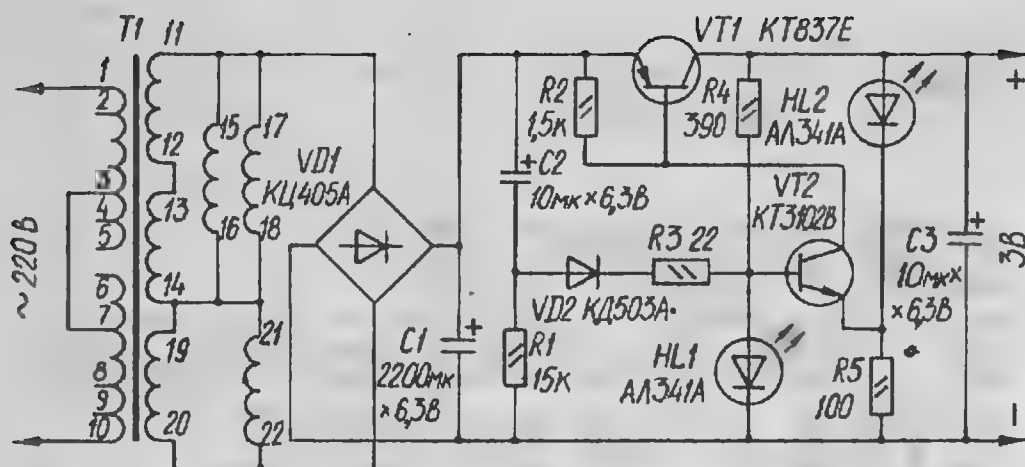 T1
11
1
2
3
4
5
6
7
8
9
10
~220В
12
13
14
19
20
15
16
17
18
21
22
VD1
КЦ405А
C1
2200мк
×6,3В
R2
1,5к
C2
10мк×6,3В
VD2 КД503А
R1
15к
R3 22
VT1 КТ837Е
R4
390
HL2
АЛ341А
VT2
КТ3102В
HL1
АЛ341А
R5
100
C3
10мк×
×6,3В
+
3В
−
+
+
+